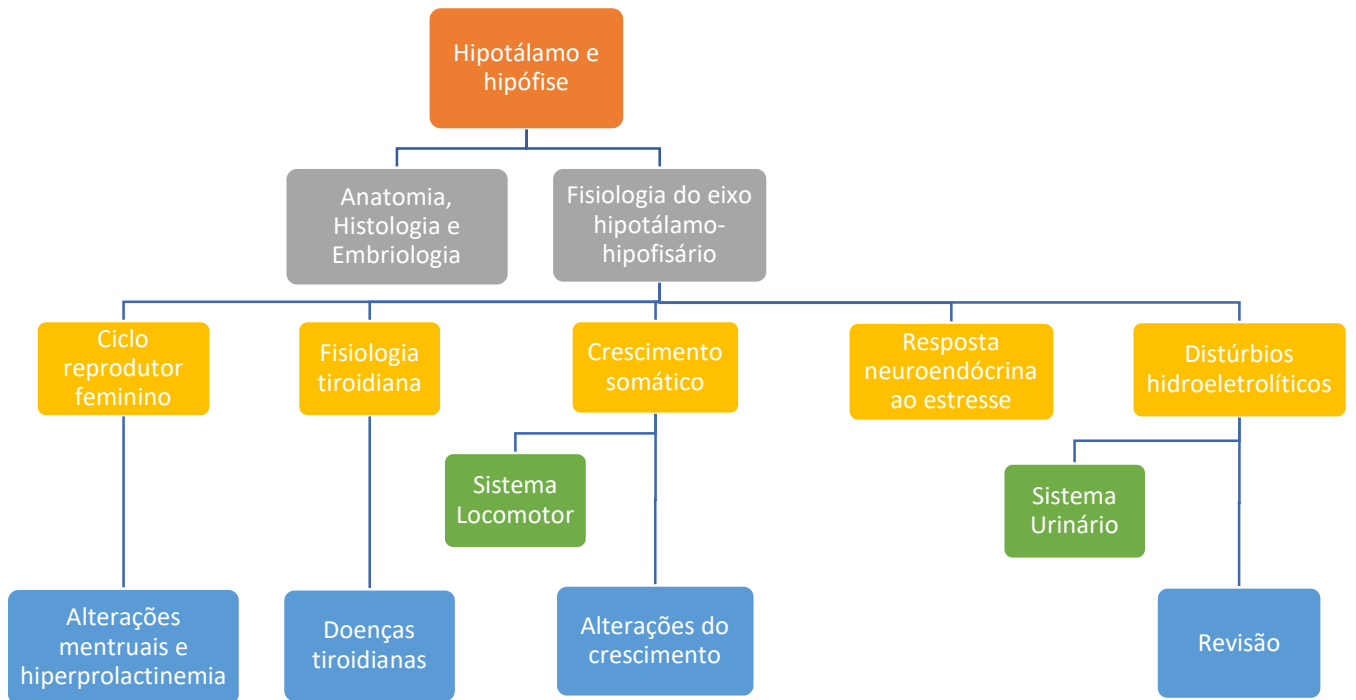 Hipotálamo e
hipófise
Anatomia,
Histologia e
Embriologia
Fisiologia do eixo
hipotálamo-
hipofisário
Ciclo
reprodutor
feminino
Fisiologia
tiroidiana
Crescimento
somático
Resposta
neuroendócrina
ao estresse
Distúrbios
hidroeletrolíticos
Sistema
Locomotor
Sistema
Urinário
Alterações
mentruais e
hiperprolactinemia
Doenças
tiroidianas
Alterações do
crescimento
Revisão